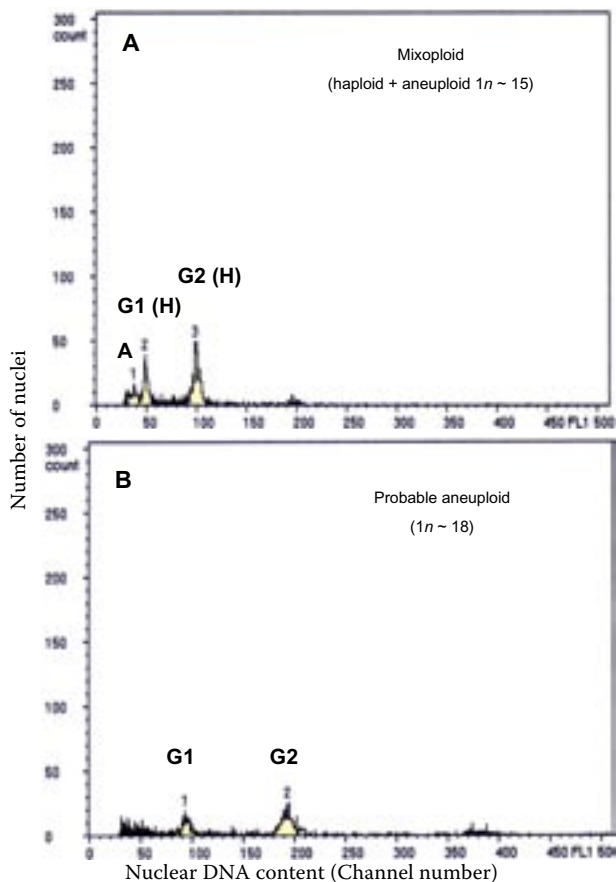 300
count
A
Mixoploid
(haploid + aneuploid 1n ~ 15)
250
200
150
100
G2 (H)
G1 (H)
50
A
1
2
3
0
0 50 100 150 200 250 300 350 400 450 FL1 500
Number of nuclei
300
count
B
Probable aneuploid
(1n ~ 18)
250
200
150
100
G1 G2
50
1
2
0
0 50 100 150 200 250 300 350 400 450 FL1 500
Nuclear DNA content (Channel number)